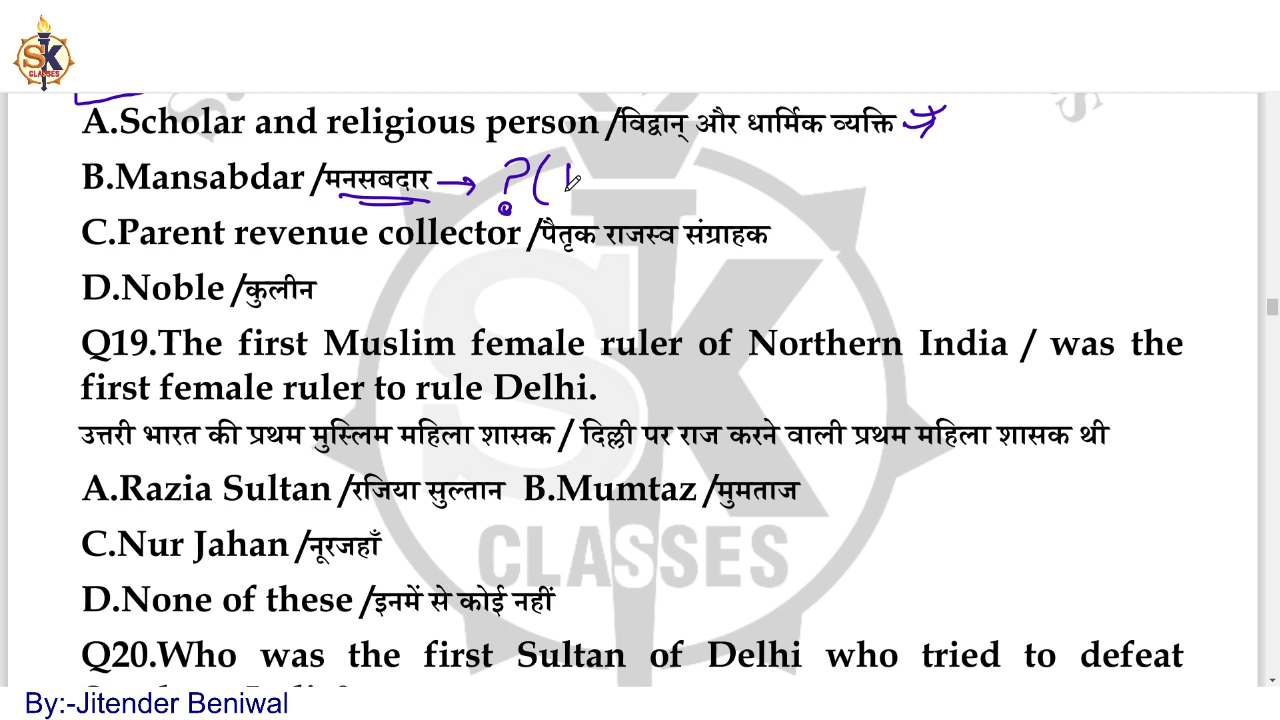 SK
CLASSES
A.Scholar and religious person /विद्वान् और धार्मिक व्यक्ति
B.Mansabdar /मनसबदार → ? (
C.Parent revenue collector /पैतृक राजस्व संग्राहक
D.Noble /कुलीन
Q19.The first Muslim female ruler of Northern India / was the
first female ruler to rule Delhi.
उत्तरी भारत की प्रथम मुस्लिम महिला शासक / दिल्ली पर राज करने वाली प्रथम महिला शासक थी
A.Razia Sultan /रजिया सुल्तान B.Mumtaz /मुमताज
C.Nur Jahan /नूरजहाँ
CLASSES
D.None of these /इनमें से कोई नहीं
Q20.Who was the first Sultan of Delhi who tried to defeat
By:-Jitender Beniwal